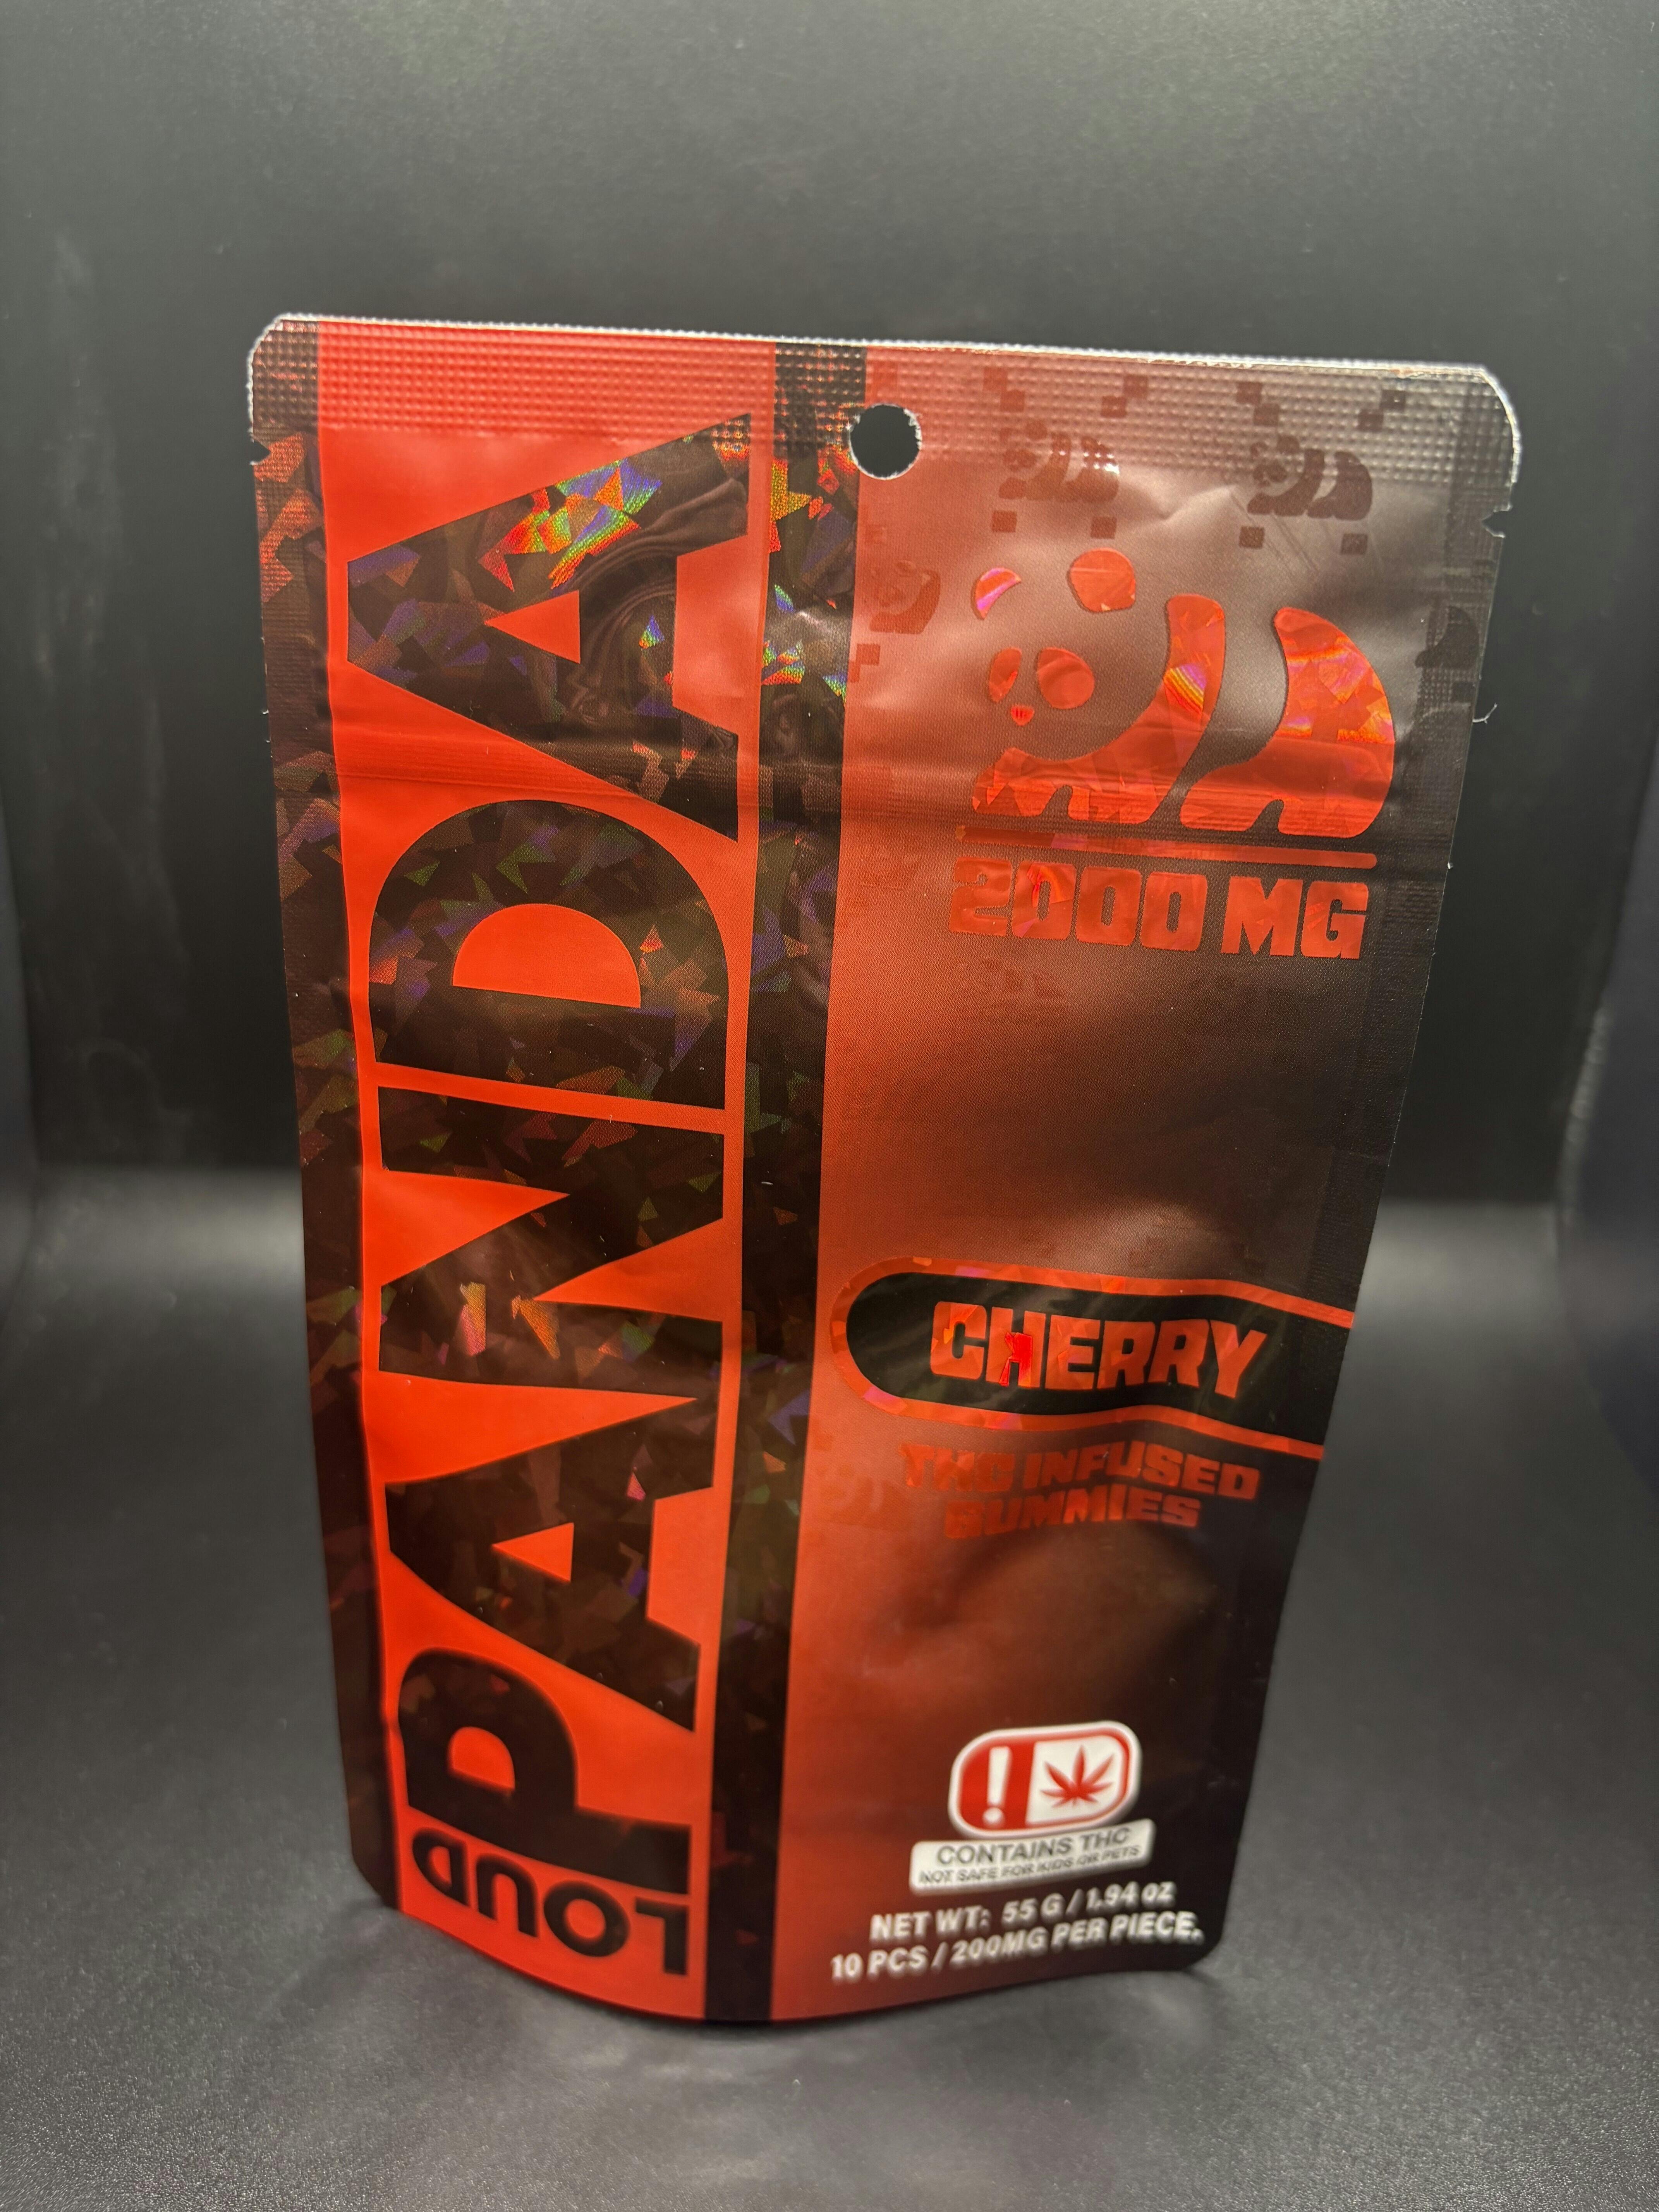 LOUD
PANDA
2000 MG
CHERRY
THC INFUSED
GUMMIES
!
CONTAINS THC
NOT SAFE FOR KIDS OR PETS
NET WT: 55 G / 1.94 oz
10 PCS / 200MG PER PIECE.